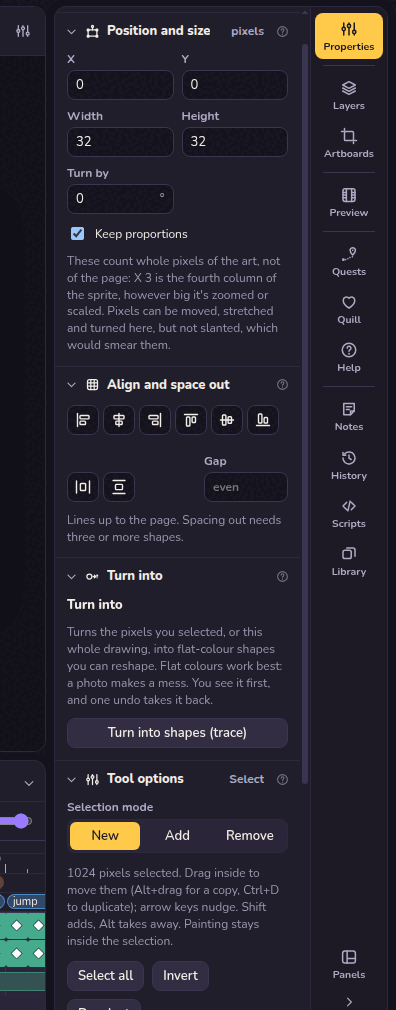 Position and size pixels
X Y
0 0
Width Height
32 32
Turn by
0 °
Keep proportions
These count whole pixels of the art, not
of the page: X 3 is the fourth column of
the sprite, however big it's zoomed or
scaled. Pixels can be moved, stretched
and turned here, but not slanted, which
would smear them.
Align and space out
Gap
even
Lines up to the page. Spacing out needs
three or more shapes.
Turn into
Turn into
Turns the pixels you selected, or this
whole drawing, into flat-colour shapes
you can reshape. Flat colours work best:
a photo makes a mess. You see it first,
and one undo takes it back.
Turn into shapes (trace)
Tool options Select
Selection mode
New Add Remove
1024 pixels selected. Drag inside to
move them (Alt+drag for a copy, Ctrl+D
to duplicate); arrow keys nudge. Shift
adds, Alt takes away. Painting stays
inside the selection.
Select all Invert
jump
Properties
Layers
Artboards
Preview
Quests
Quill
Help
Notes
History
Scripts
Library
Panels